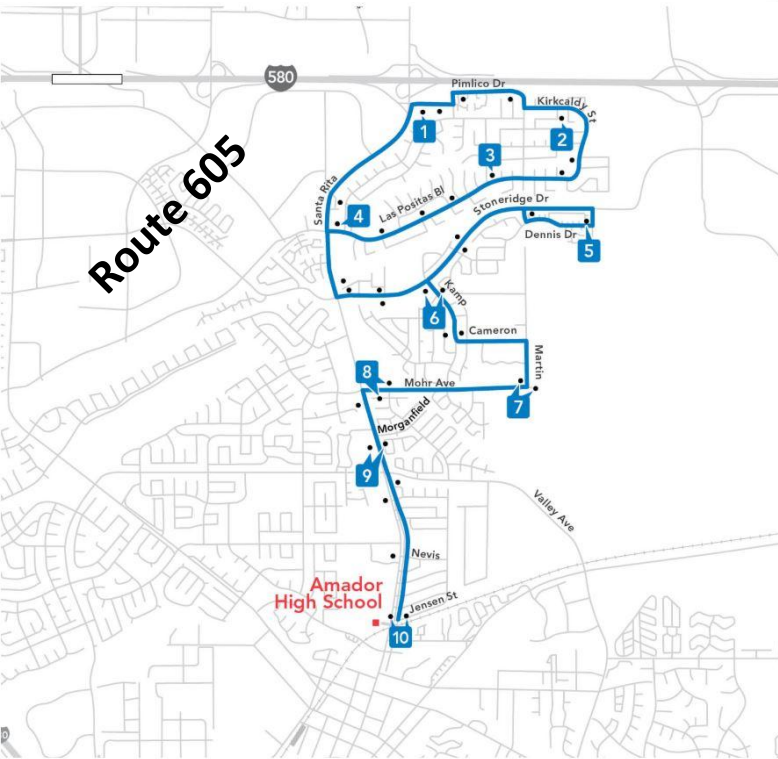 580
Pimlico Dr
Kirkcaldy St
1
2
3
Route 605
Santa Rita
4
Las Positas Bl
Stoneridge Dr
Dennis Dr
5
Kamp
6
Cameron
Martin
8
Mohr Ave
7
Morganfield
9
Valley Ave
Nevis
Amador
High School
Jensen St
10
0